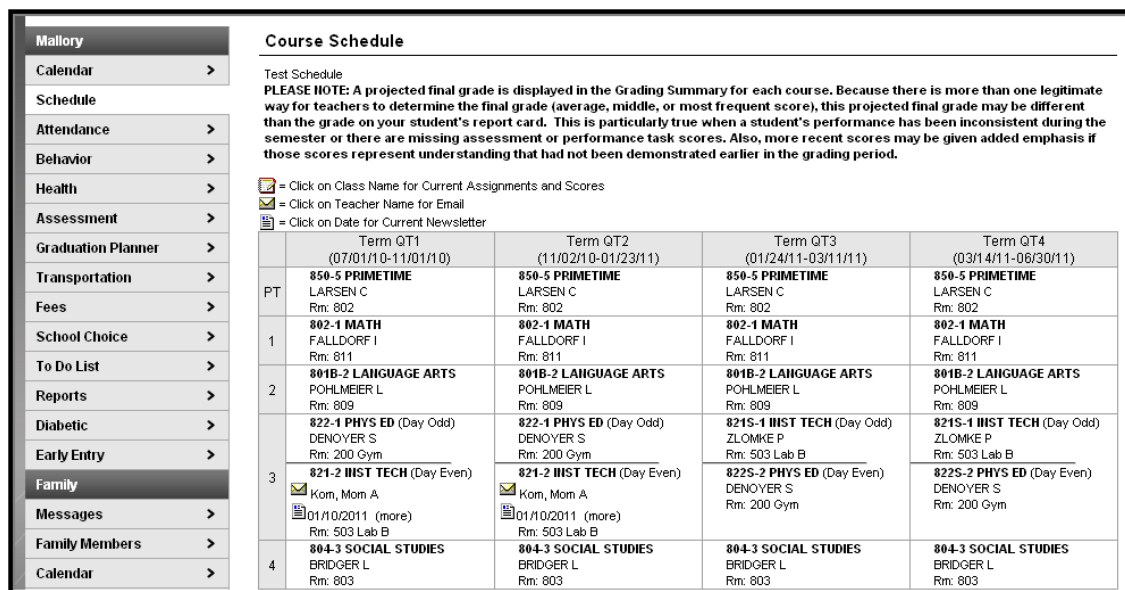 Mallory
Calendar >
Schedule
Attendance >
Behavior >
Health >
Assessment >
Graduation Planner >
Transportation >
Fees >
School Choice >
To Do List >
Reports >
Diabetic >
Early Entry >
Family
Messages >
Family Members >
Calendar >
Course Schedule
Test Schedule
PLEASE NOTE: A projected final grade is displayed in the Grading Summary for each course. Because there is more than one legitimate
way for teachers to determine the final grade (average, middle, or most frequent score), this projected final grade may be different
than the grade on your student's report card. This is particularly true when a student's performance has been inconsistent during the
semester or there are missing assessment or performance task scores. Also, more recent scores may be given added emphasis if
those scores represent understanding that had not been demonstrated earlier in the grading period.
= Click on Class Name for Current Assignments and Scores
= Click on Teacher Name for Email
= Click on Date for Current Newsletter
Term QT1 Term QT2 Term QT3 Term QT4
(07/01/10-11/01/10) (11/02/10-01/23/11) (01/24/11-03/11/11) (03/14/11-06/30/11)
850-5 PRIMETIME 850-5 PRIMETIME 850-5 PRIMETIME 850-5 PRIMETIME
PT LARSEN C LARSEN C LARSEN C LARSEN C
Rm: 802 Rm: 802 Rm: 802 Rm: 802
802-1 MATH 802-1 MATH 802-1 MATH 802-1 MATH
1 FALLDORF I FALLDORF I FALLDORF I FALLDORF I
Rm: 811 Rm: 811 Rm: 811 Rm: 811
801B-2 LANGUAGE ARTS 801B-2 LANGUAGE ARTS 801B-2 LANGUAGE ARTS 801B-2 LANGUAGE ARTS
2 POHLMEIER L POHLMEIER L POHLMEIER L POHLMEIER L
Rm: 809 Rm: 809 Rm: 809 Rm: 809
822-1 PHYS ED (Day Odd) 822-1 PHYS ED (Day Odd) 821S-1 INST TECH (Day Odd) 821S-1 INST TECH (Day Odd)
DENOYER S DENOYER S ZLOMKE P ZLOMKE P
Rm: 200 Gym Rm: 200 Gym Rm: 503 Lab B Rm: 503 Lab B
3 821-2 INST TECH (Day Even) 821-2 INST TECH (Day Even) 822S-2 PHYS ED (Day Even) 822S-2 PHYS ED (Day Even)
Kom, Mom A Kom, Mom A DENOYER S DENOYER S
01/10/2011 (more) 01/10/2011 (more) Rm: 200 Gym Rm: 200 Gym
Rm: 503 Lab B Rm: 503 Lab B
804-3 SOCIAL STUDIES 804-3 SOCIAL STUDIES 804-3 SOCIAL STUDIES 804-3 SOCIAL STUDIES
4 BRIDGER L BRIDGER L BRIDGER L BRIDGER L
Rm: 803 Rm: 803 Rm: 803 Rm: 803